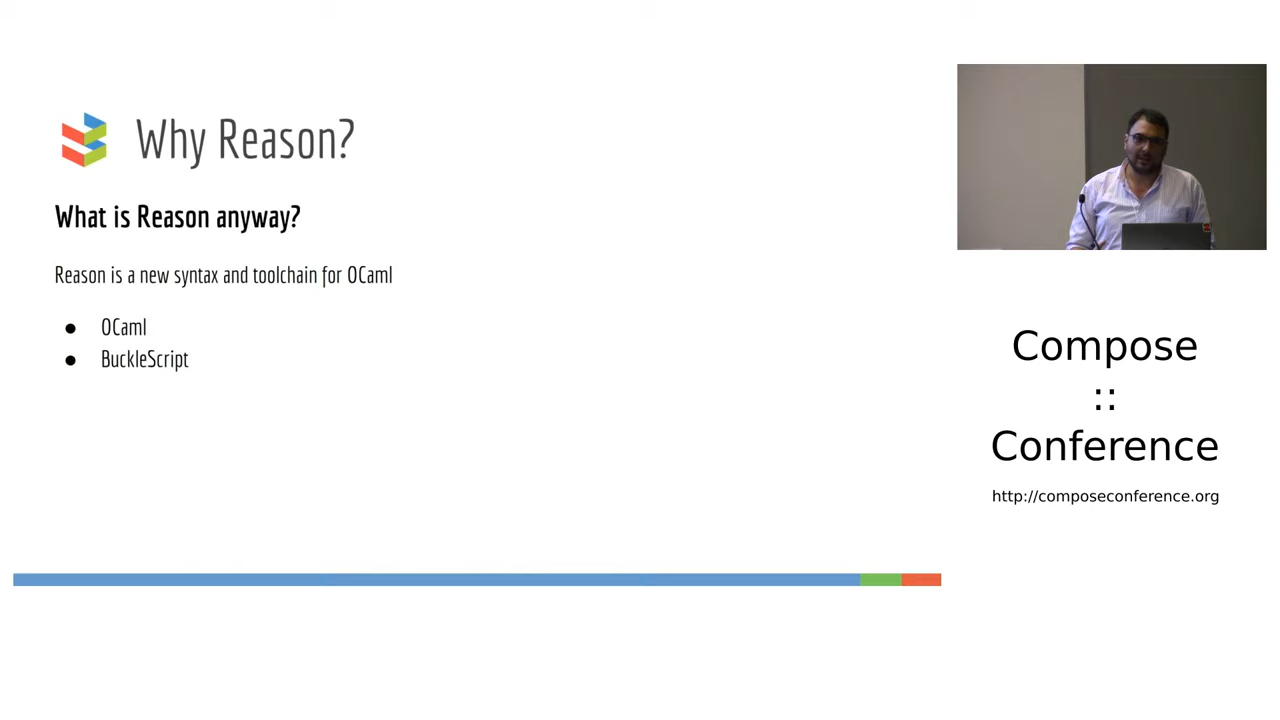 Why Reason?
What is Reason anyway?
Reason is a new syntax and toolchain for OCaml
● OCaml
● BuckleScript
Compose
::
Conference
http://composeconference.org